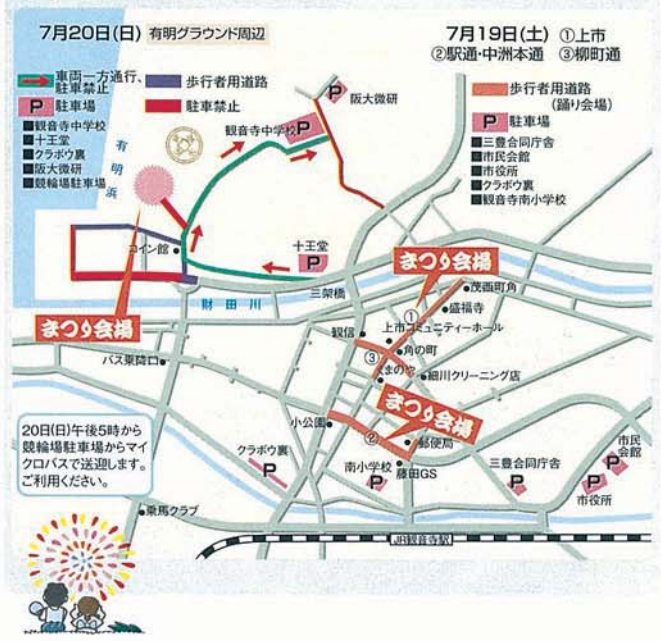 7月20日(日) 有明グラウンド周辺
車両一方通行、
駐車禁止
歩行者用道路
P 駐車場
駐車禁止
■観音寺中学校
■十王堂
■クラボウ裏
■阪大微研
■競輪場駐車場
7月19日(土) ①上市
②駅通・中洲本通 ③柳町通
歩行者用道路
(踊り会場)
P 駐車場
■三豊合同庁舎
■市民会館
■市役所
■クラボウ裏
■観音寺南小学校
P
阪大微研
観音寺中学校
P
有明浜
コイン館
十王堂
P
まつり会場
三架橋
財田川
まつり会場
茂西町角
①
盛福寺
観信
上市コミュニティーホール
角の町
③
細川クリーニング店
バス乗降口
まつり会場
小公園
②
郵便局
20日(日)午後5時から
競輪場駐車場からマイ
クロバスで送迎します。
ご利用ください。
クラボウ裏
P
南小学校
P
藤田GS
三豊合同庁舎
P
市民
会館
P
P
市役所
乗馬クラブ
JR観音寺駅